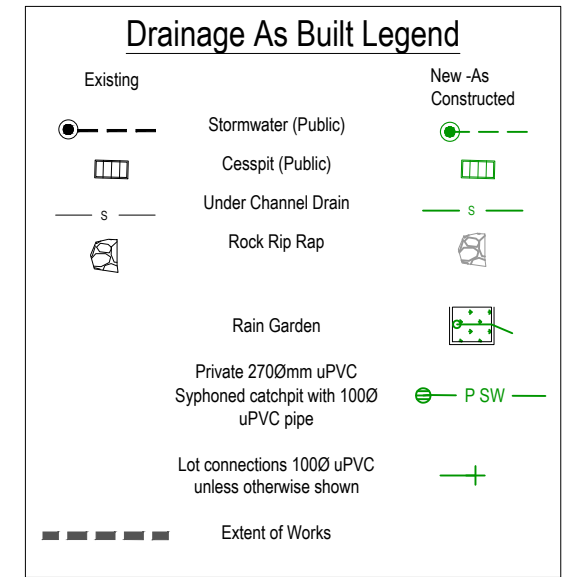 Drainage As Built Legend
Existing
New -As
Constructed
Stormwater (Public)
Cesspit (Public)
S
Under Channel Drain
S
Rock Rip Rap
Rain Garden
Private 270Ømm uPVC
Syphoned catchpit with 100Ø
uPVC pipe
P SW
Lot connections 100Ø uPVC
unless otherwise shown
Extent of Works